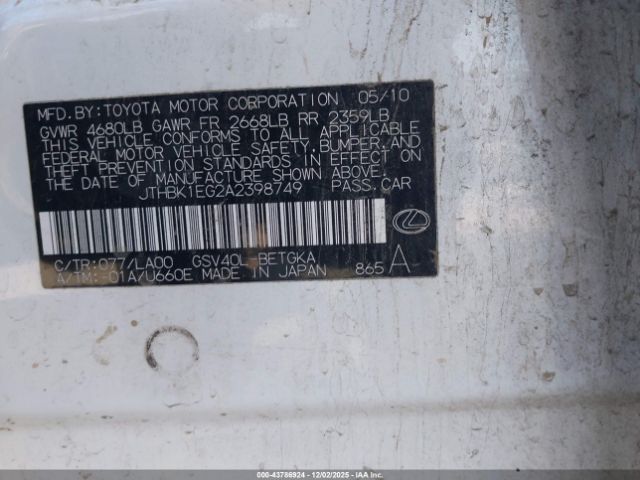 MFD.BY:TOYOTA MOTOR CORPORATION 05/10
GVWR 4680LB GAWR FR 2668LB RR 2359LB
THIS VEHICLE CONFORMS TO ALL APPLICABLE
FEDERAL MOTOR VEHICLE SAFETY,BUMPER,AND
THEFT PREVENTION STANDARDS IN EFFECT ON
THE DATE OF MANUFACTURE SHOWN ABOVE.
JTHBK1EG2A2398749 PASS.CAR
C/TR:077/LA00 GSV40L-BETGKA
A/TM:-01A/U660E MADE IN JAPAN 865 A
000-43786924 | 12/02/2025 | IAA Inc.